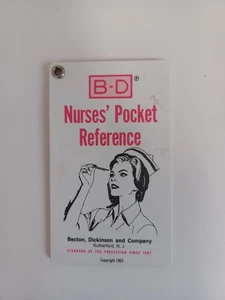 B-D ®
Nurses' Pocket
Reference
Becton, Dickinson and Company
Rutherford, N. J.
STANDARD OF THE PROFESSION SINCE 1897
Copyright 1963